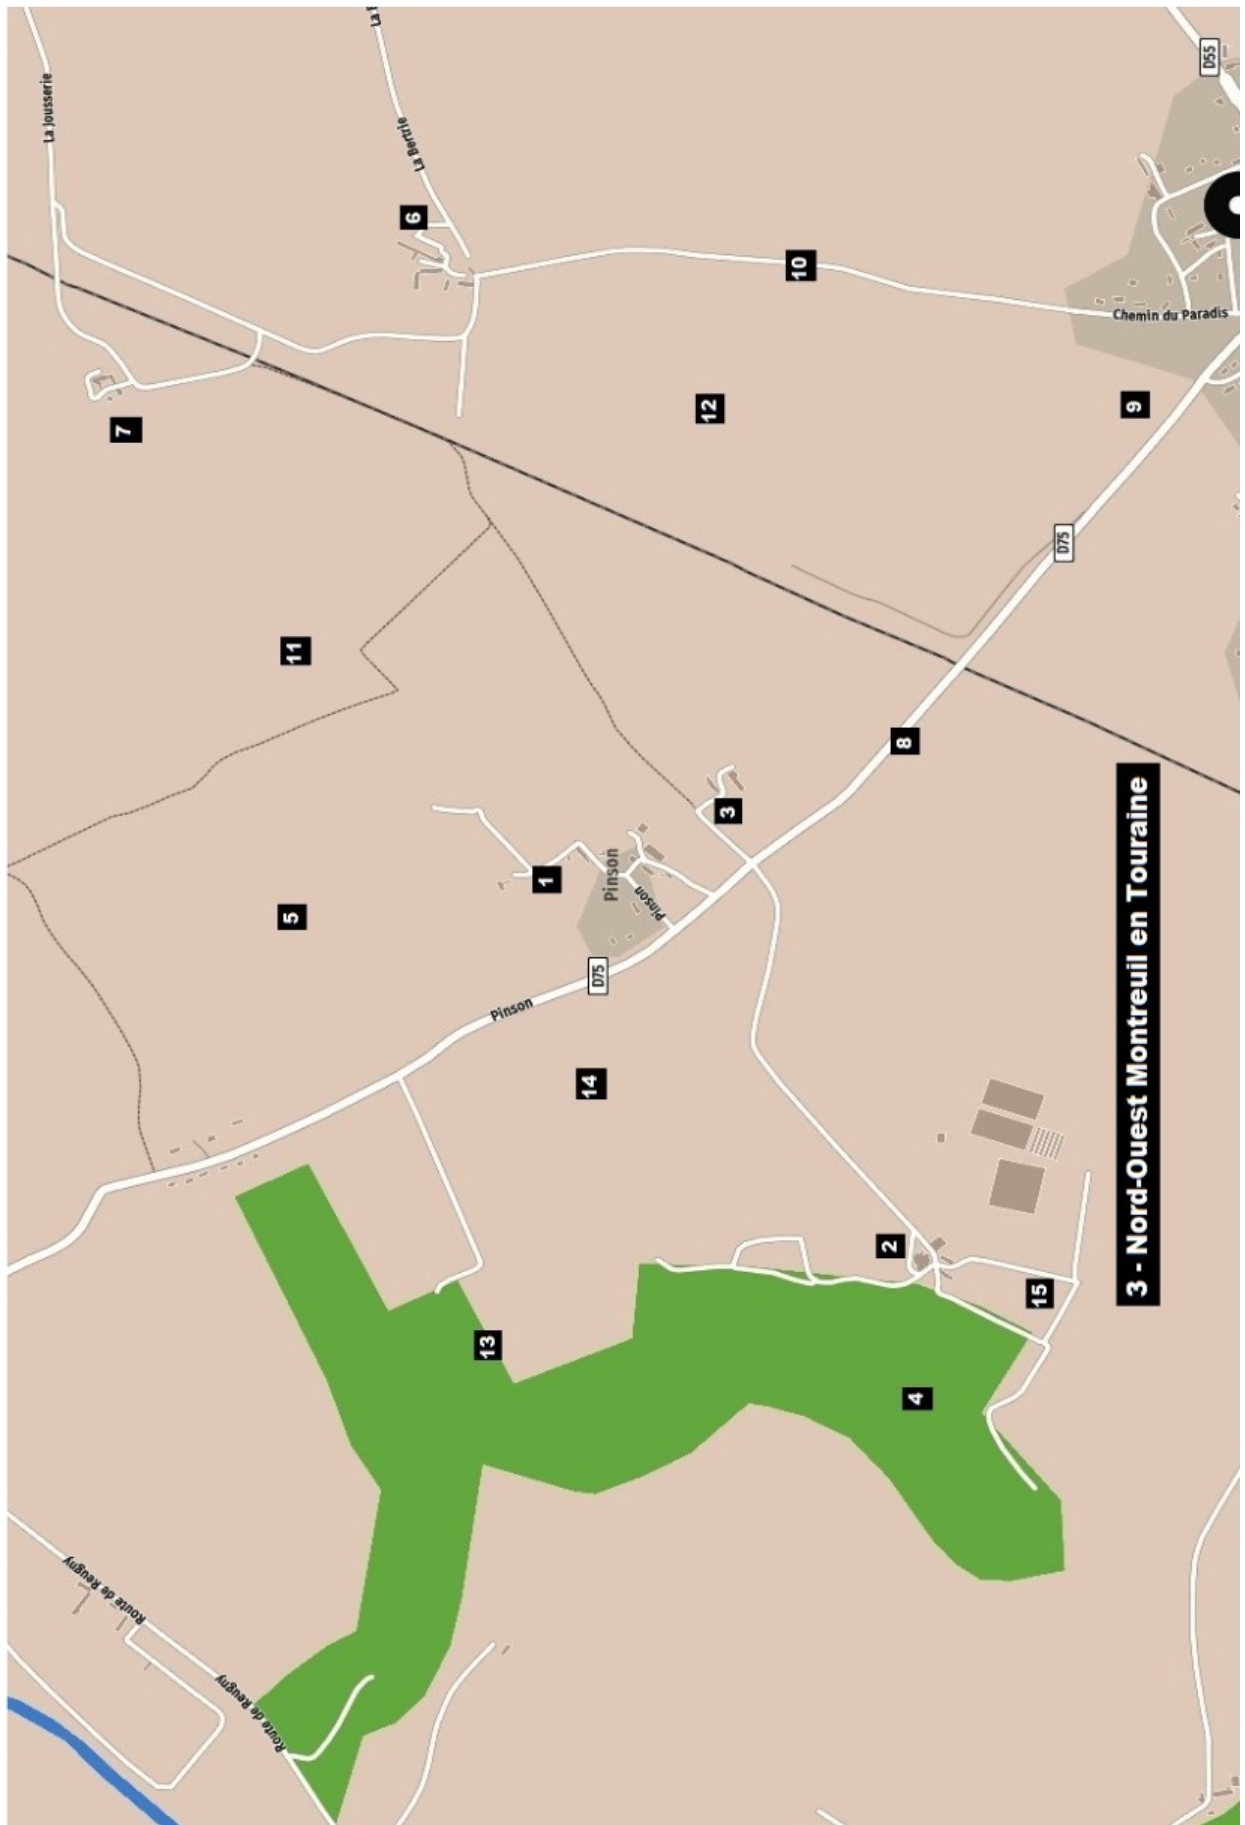 La Jousserie
Route de Reugny
7
Route de Reugny
5
11
La
6
La Bertrie
13
Pinson
1
14
D75
Pinson
Pinson
12
3
10
2
8
4
15
D75
9
3 - Nord-Ouest Montreuil en Touraine
Chemin du Paradis
D55